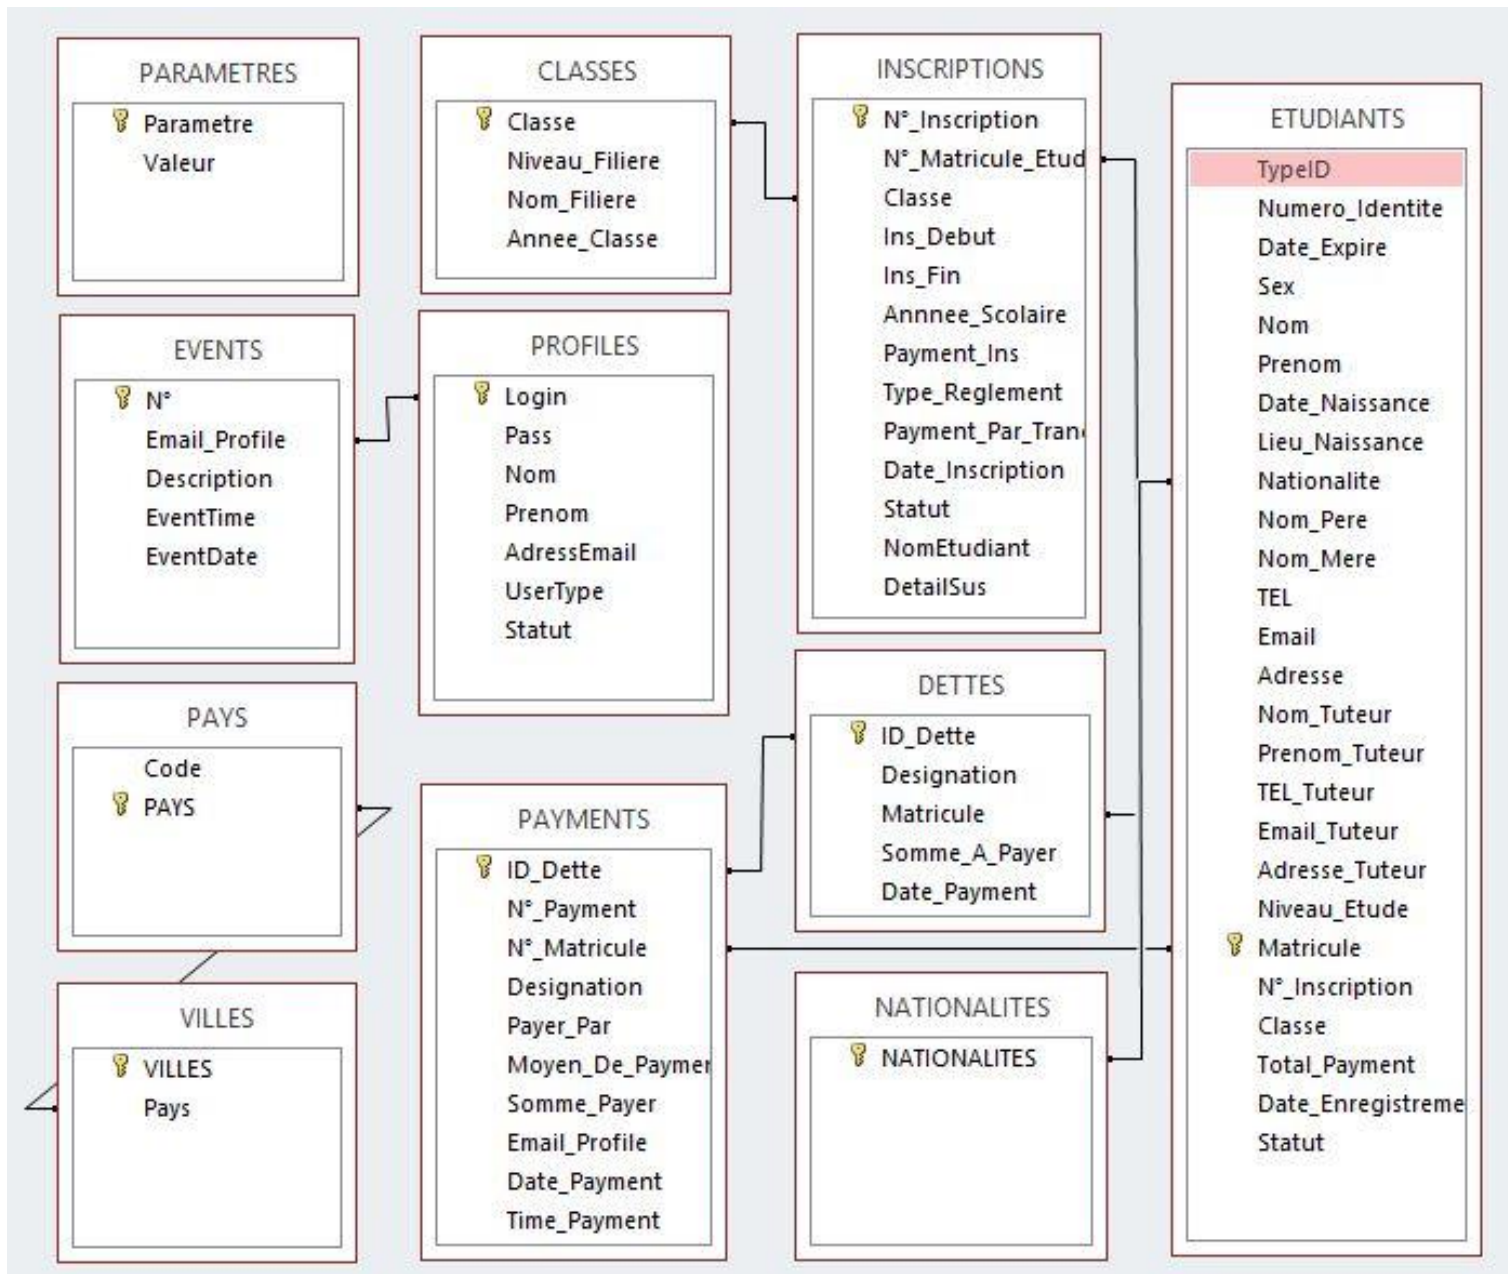 PARAMETRES
Parametre
Valeur
CLASSES
Classe
Niveau_Filiere
Nom_Filiere
Annee_Classe
INSCRIPTIONS
N°_Inscription
N°_Matricule_Etud
Classe
Ins_Debut
Ins_Fin
Annnee_Scolaire
Payment_Ins
Type_Reglement
Payment_Par_Tran
Date_Inscription
Statut
NomEtudiant
DetailSus
ETUDIANTS
TypeID
Numero_Identite
Date_Expire
Sex
Nom
Prenom
Date_Naissance
Lieu_Naissance
Nationalite
Nom_Pere
Nom_Mere
TEL
Email
Adresse
Nom_Tuteur
Prenom_Tuteur
TEL_Tuteur
Email_Tuteur
Adresse_Tuteur
Niveau_Etude
Matricule
N°_Inscription
Classe
Total_Payment
Date_Enregistreme
Statut
EVENTS
N°
Email_Profile
Description
EventTime
EventDate
PROFILES
Login
Pass
Nom
Prenom
AdressEmail
UserType
Statut
PAYS
Code
PAYS
PAYMENTS
ID_Dette
N°_Payment
N°_Matricule
Designation
Payer_Par
Moyen_De_Paymer
Somme_Payer
Email_Profile
Date_Payment
Time_Payment
DETTES
ID_Dette
Designation
Matricule
Somme_A_Payer
Date_Payment
VILLES
VILLES
Pays
NATIONALITES
NATIONALITES